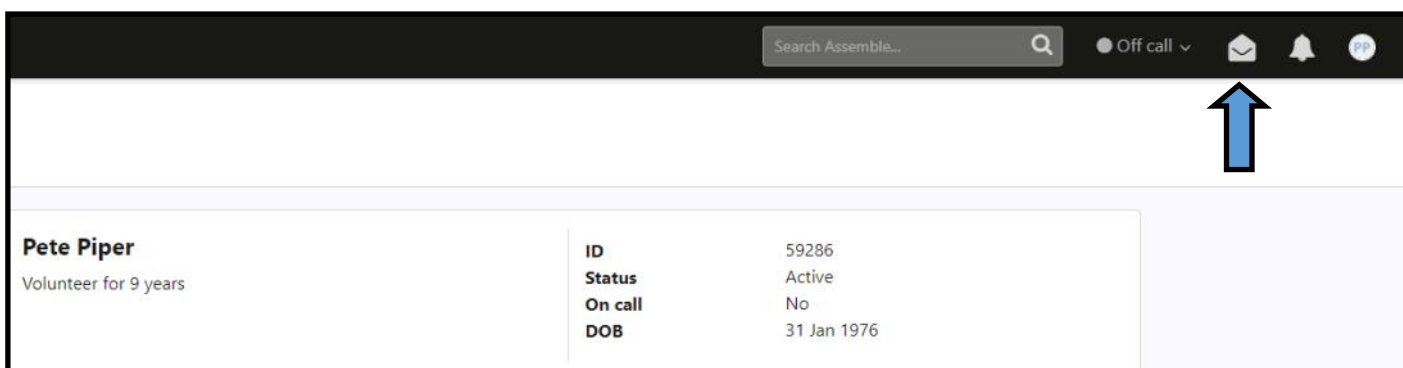 Search Assemble...
Off call
PP
Pete Piper
Volunteer for 9 years
ID 59286
Status Active
On call No
DOB 31 Jan 1976